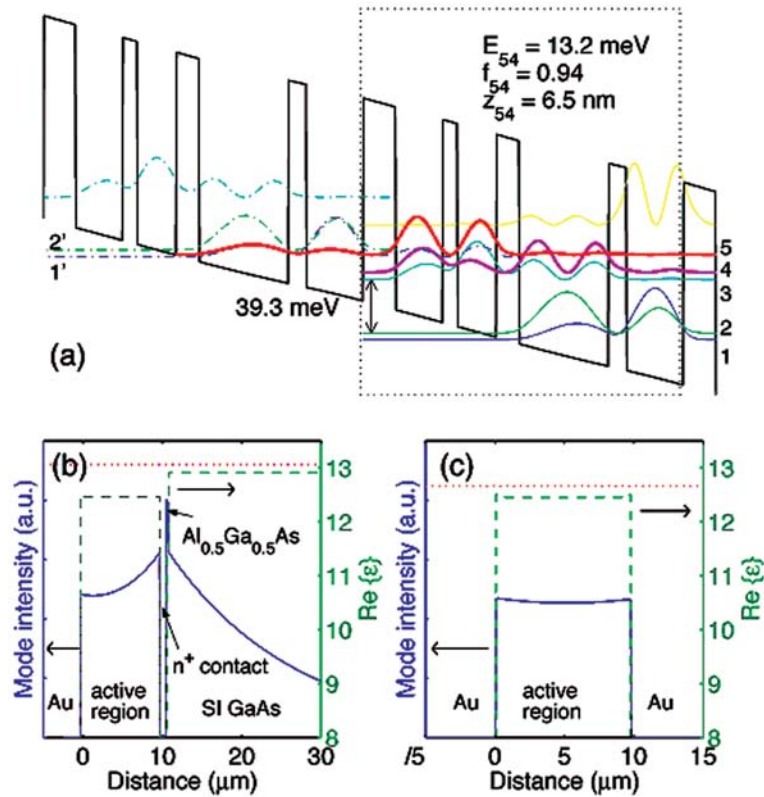 E54 = 13.2 meV
f54 = 0.94
z54 = 6.5 nm
2'
1'
39.3 meV
5
4
3
2
1
(a)
(b)
Mode intensity (a.u.)
Al0.5Ga0.5As
n+ contact
Au
active
region
SI GaAs
13
12
11
10
9
8
Re{ε}
0
10
20
30
Distance (μm)
(c)
Mode intensity (a.u.)
Au
active
region
Au
13
12
11
10
9
8
Re{ε}
/5
0
5
10
15
Distance (μm)